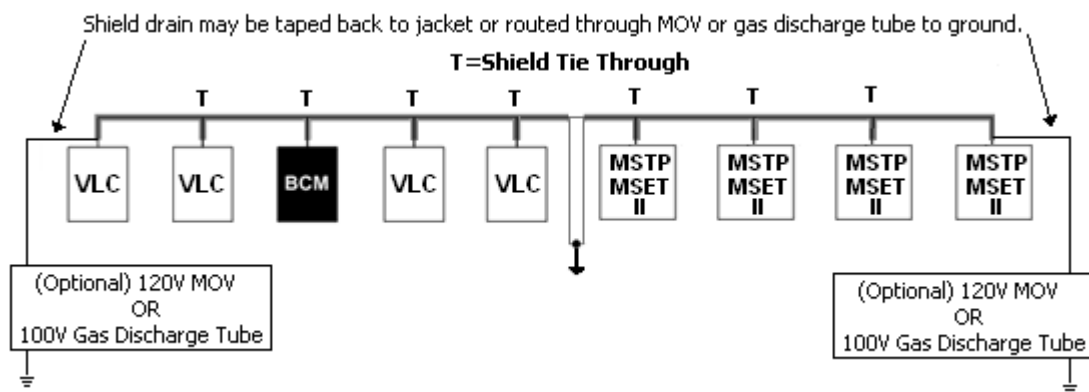 Shield drain may be taped back to jacket or routed through MOV or gas discharge tube to ground.
T=Shield Tie Through
T T T T T T T
VLC VLC BCM VLC VLC MSTP MSET II MSTP MSET II MSTP MSET II MSTP MSET II
(Optional) 120V MOV
OR
100V Gas Discharge Tube
(Optional) 120V MOV
OR
100V Gas Discharge Tube